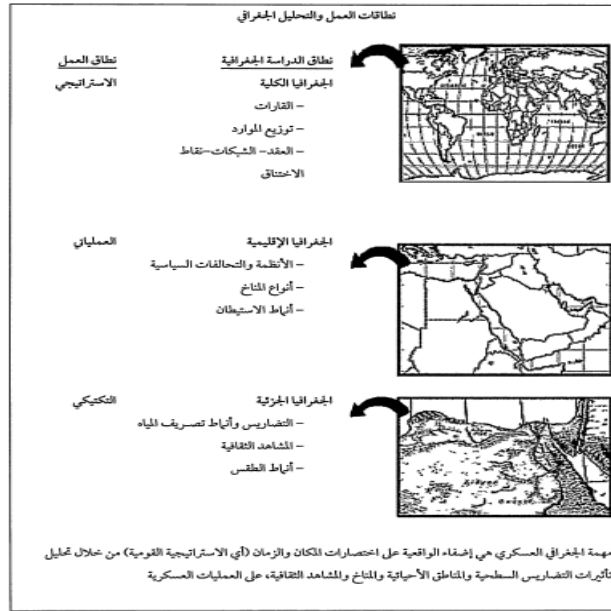 نطاقات العمل والتحليل الجغرافي
نطاق الدراسة الجغرافية نطاق العمل
الجغرافيا الكلية الاستراتيجي
– القارات
– توزيع الموارد
– العقد– الشبكات–نقاط
الاختناق
الجغرافيا الإقليمية العملياتي
– الأنظمة والتحالفات السياسية
– أنواع المناخ
– أنماط الاستيطان
الجغرافيا الجزئية التكتيكي
– التضاريس وأنماط تصريف المياه
– المشاهد الثقافية
– أنماط الطقس
مهمة الجغرافي العسكري هي إضفاء الواقعية على اختصارات المكان والزمان (أي الاستراتيجية القومية) من خلال تحليل
تأثيرات التضاريس السطحية والمناطق الأحيائية والمناخ والمشاهد الثقافية، على العمليات العسكرية